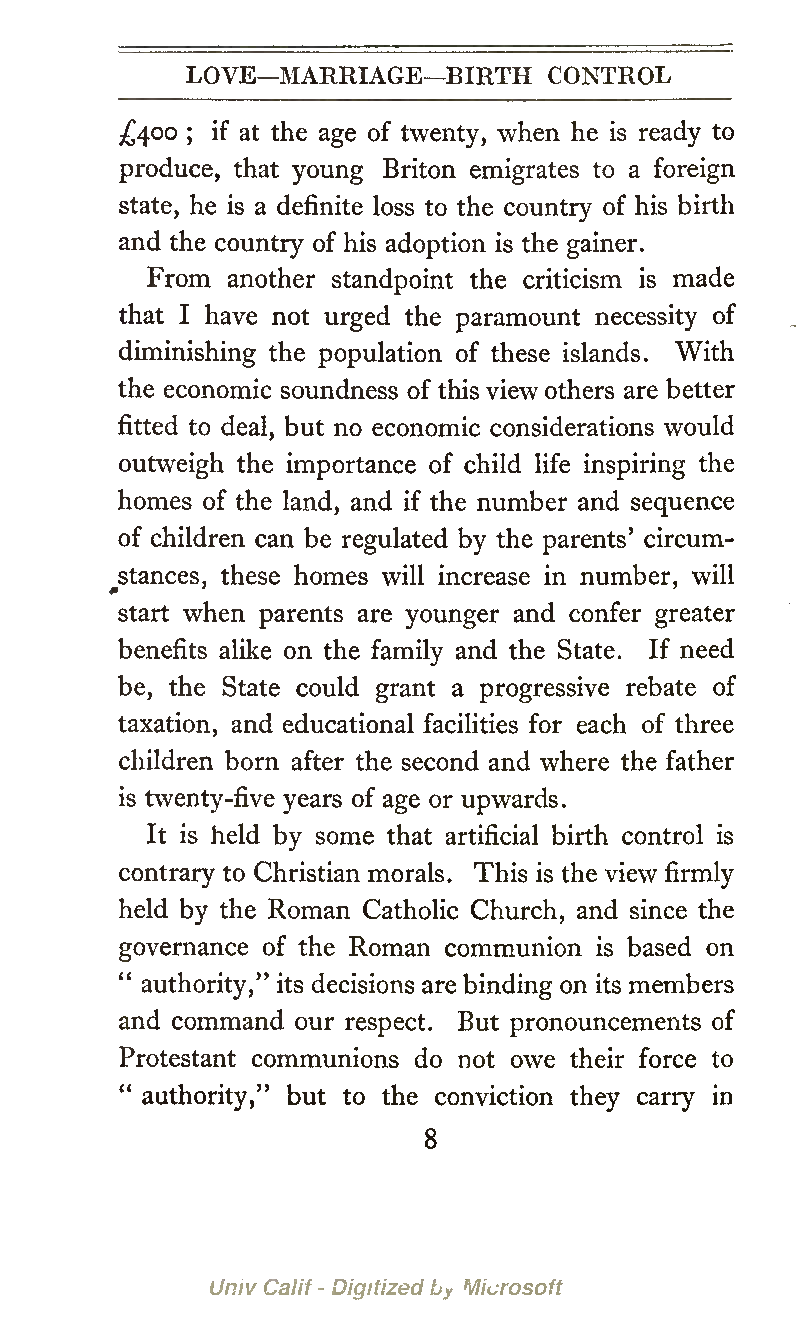 LOVE—MARRIAGE—BIRTH CONTROL
£400 ; if at the age of twenty, when he is ready to
produce, that young Briton emigrates to a foreign
state, he is a definite loss to the country of his birth
and the country of his adoption is the gainer.
From another standpoint the criticism is made
that I have not urged the paramount necessity of
diminishing the population of these islands. With
the economic soundness of this view others are better
fitted to deal, but no economic considerations would
outweigh the importance of child life inspiring the
homes of the land, and if the number and sequence
of children can be regulated by the parents’ circum-
stances, these homes will increase in number, will
start when parents are younger and confer greater
benefits alike on the family and the State. If need
be, the State could grant a progressive rebate of
taxation, and educational facilities for each of three
children born after the second and where the father
is twenty-five years of age or upwards.
It is held by some that artificial birth control is
contrary to Christian morals. This is the view firmly
held by the Roman Catholic Church, and since the
governance of the Roman communion is based on
“ authority,” its decisions are binding on its members
and command our respect. But pronouncements of
Protestant communions do not owe their force to
“ authority,” but to the conviction they carry in
8
Univ Calif - Digitized by Microsoft